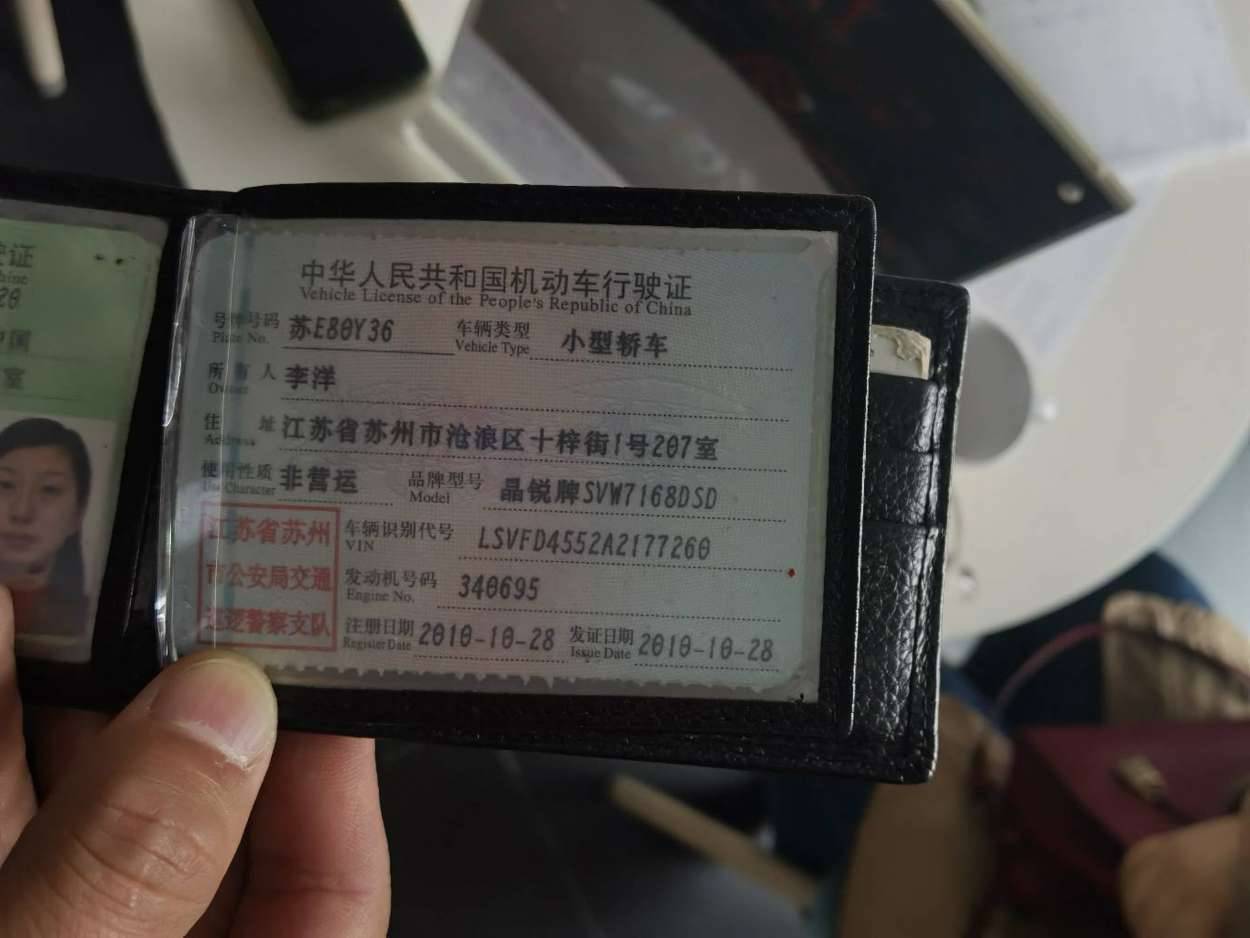 驶证
中国
室
中华人民共和国机动车行驶证
Vehicle License of the People's Republic of China
号牌号码 苏E80Y36 车辆类型 小型轿车
Plate No. Vehicle Type
所有人 李洋
Owner
住址 江苏省苏州市沧浪区十梓街1号207室
Address
使用性质 非营运 品牌型号 晶锐牌SVW7168DSD
Use Character Model
江苏省苏州
市公安局交通
巡逻警察支队
车辆识别代号 LSVFD4552A2177260
VIN
发动机号码 340695
Engine No.
注册日期 2010-10-28 发证日期 2010-10-28
Register Date Issue Date